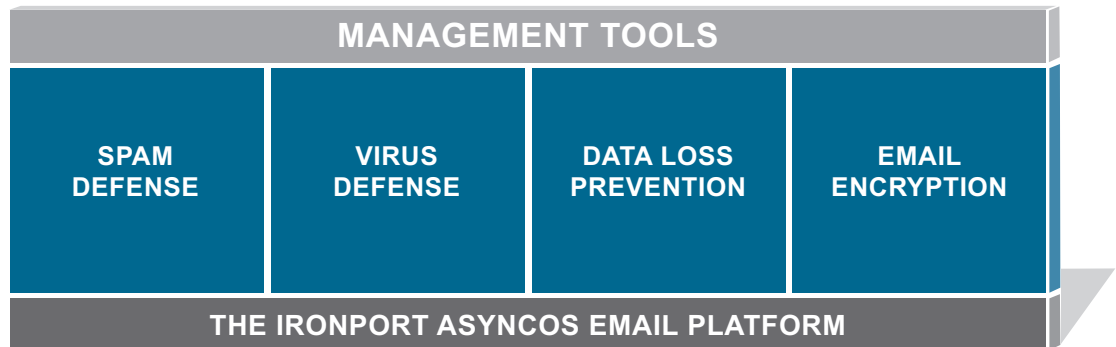 MANAGEMENT TOOLS
SPAM
DEFENSE
VIRUS
DEFENSE
DATA LOSS
PREVENTION
EMAIL
ENCRYPTION
THE IRONPORT ASYNCOS EMAIL PLATFORM